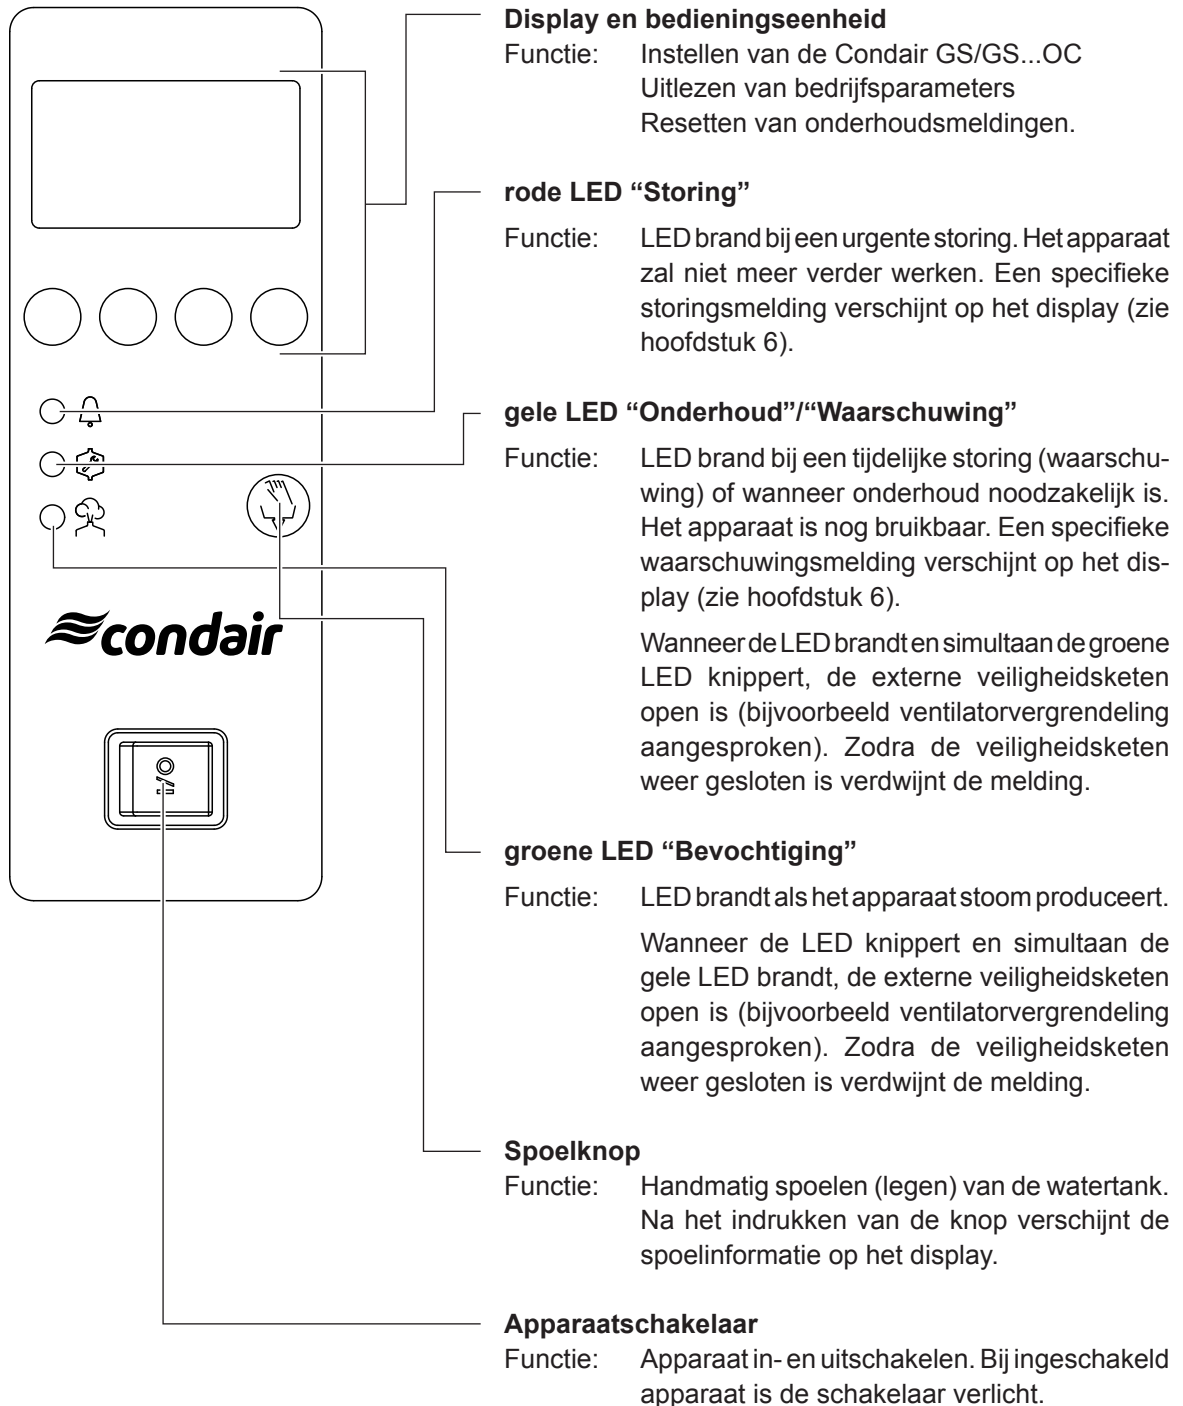 Display en bedieningseenheid
Functie: Instellen van de Condair GS/GS...OC
Uitlezen van bedrijfsparameters
Resetten van onderhoudsmeldingen.
rode LED “Storing”
Functie: LED brand bij een urgente storing. Het apparaat
zal niet meer verder werken. Een specifieke
storingsmelding verschijnt op het display (zie
hoofdstuk 6).
gele LED “Onderhoud”/“Waarschuwing”
Functie: LED brand bij een tijdelijke storing (waarschu-
wing) of wanneer onderhoud noodzakelijk is.
Het apparaat is nog bruikbaar. Een specifieke
waarschuwingsmelding verschijnt op het dis-
play (zie hoofdstuk 6).
Wanneer de LED brandt en simultaan de groene
LED knippert, de externe veiligheidsketen
open is (bijvoorbeeld ventilatorvergrendeling
aangesproken). Zodra de veiligheidsketen
weer gesloten is verdwijnt de melding.
condair
groene LED “Bevochtiging”
Functie: LED brandt als het apparaat stoom produceert.
Wanneer de LED knippert en simultaan de
gele LED brandt, de externe veiligheidsketen
open is (bijvoorbeeld ventilatorvergrendeling
aangesproken). Zodra de veiligheidsketen
weer gesloten is verdwijnt de melding.
Spoelknop
Functie: Handmatig spoelen (legen) van de watertank.
Na het indrukken van de knop verschijnt de
spoelinformatie op het display.
Apparaatschakelaar
Functie: Apparaat in- en uitschakelen. Bij ingeschakeld
apparaat is de schakelaar verlicht.